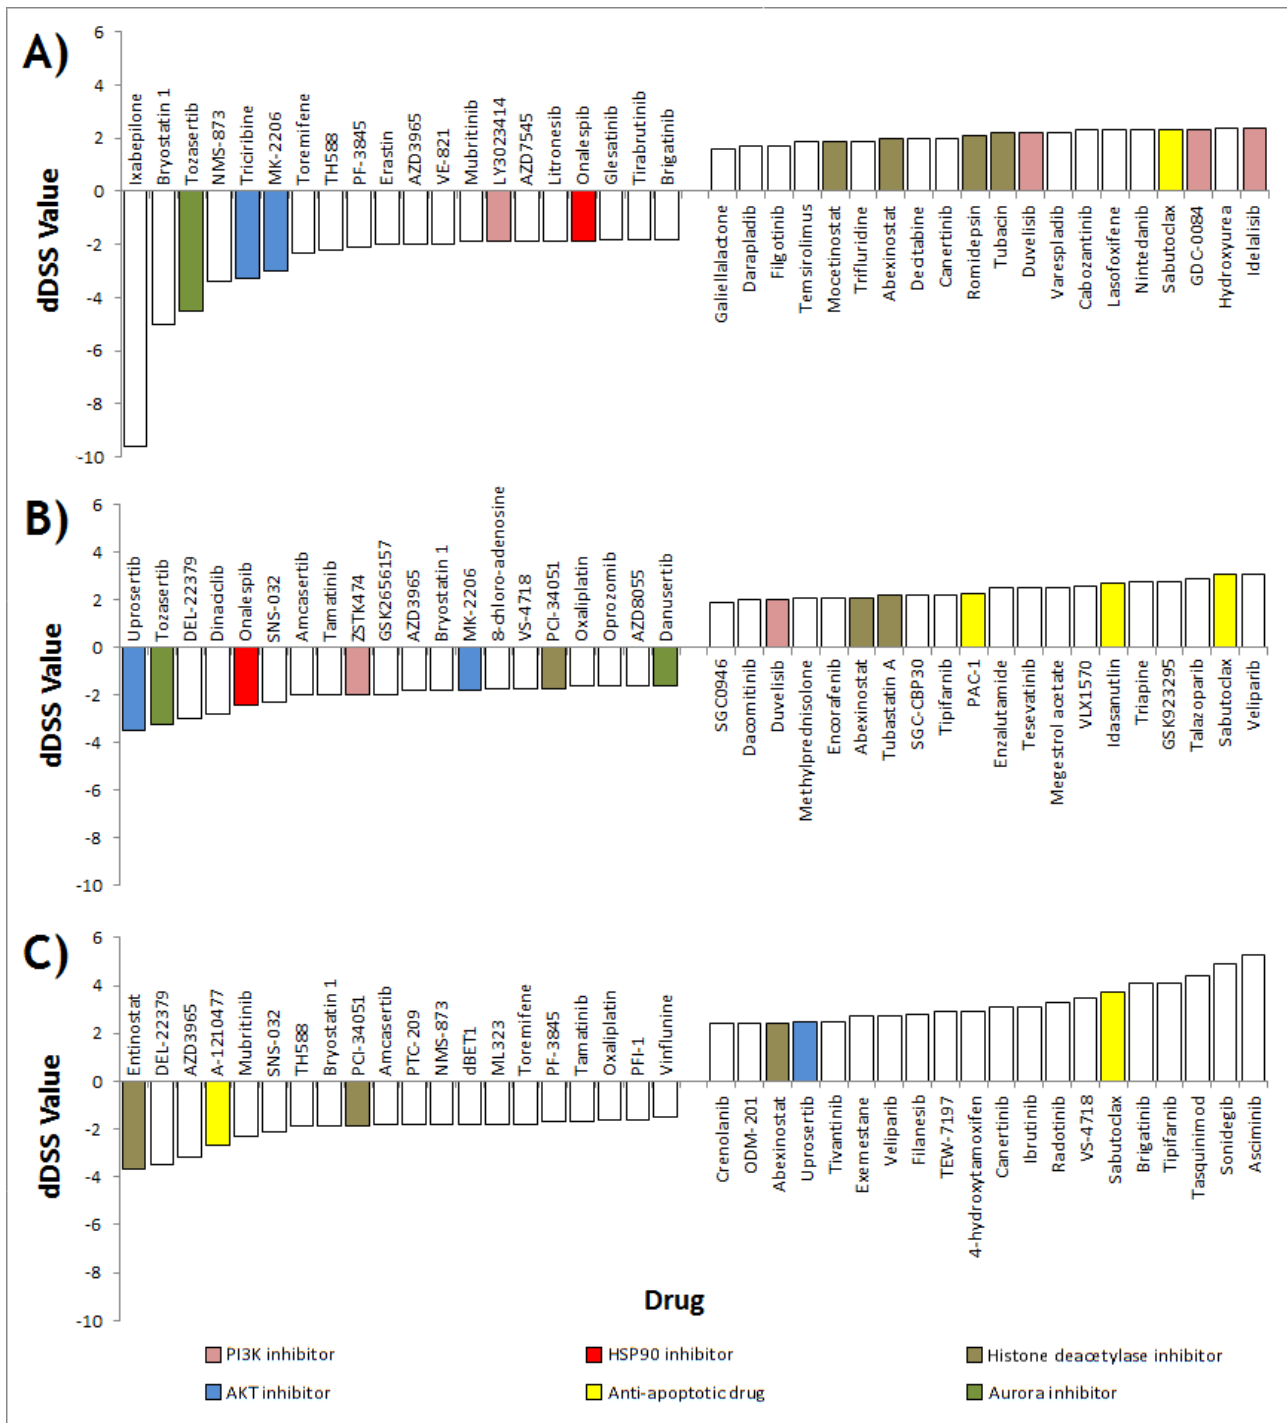 A)
dDSS Value
6
4
2
0
-2
-4
-6
-8
-10
Ixabepilone
Bryostatin 1
Tozasertib
NMS-873
Triciribine
MK-2206
Toremifene
TH588
PF-3845
Erastin
AZD3965
VE-821
Mubritinib
LY3023414
AZD7545
Litronesib
Onalespib
Glesatinib
Tirabrutinib
Brigatinib
Galiellalactone
Darapladib
Filgotinib
Temsirolimus
Mocetinostat
Trifluridine
Abexinostat
Decitabine
Canertinib
Romidepsin
Tubacin
Duvelisib
Varespladib
Cabozantinib
Lasofoxifene
Nintedanib
Sabutoclax
GDC-0084
Hydroxyurea
Idelalisib
B)
dDSS Value
6
4
2
0
-2
-4
-6
-8
-10
Uprosertib
Tozasertib
DEL-22379
Dinaciclib
Onalespib
SNS-032
Amcasertib
Tamatinib
ZSTK474
GSK2656157
AZD3965
Bryostatin 1
MK-2206
8-chloro-adenosine
VS-4718
PCI-34051
Oxaliplatin
Oprozomib
AZD8055
Danusertib
SGC0946
Dacomitinib
Duvelisib
Methylprednisolone
Encorafenib
Abexinostat
Tubastatin A
SGC-CBP30
Tipifarnib
PAC-1
Enzalutamide
Tesevatinib
Megestrol acetate
VLX1570
Idasanutlin
Triapine
GSK923295
Talazoparib
Sabutoclax
Veliparib
C)
dDSS Value
6
4
2
0
-2
-4
-6
-8
-10
Entinostat
DEL-22379
AZD3965
A-1210477
Mubritinib
SNS-032
TH588
Bryostatin 1
PCI-34051
Amcasertib
PTC-209
NMS-873
dBET1
ML323
Toremifene
PF-3845
Tamatinib
Oxaliplatin
PFI-1
Vinflunine
Crenolanib
ODM-201
Abexinostat
Uprosertib
Tivantinib
Exemestane
Veliparib
Filanesib
TEW-7197
4-hydroxytamoxifen
Canertinib
Ibrutinib
Radotinib
VS-4718
Sabutoclax
Brigatinib
Tipifarnib
Tasquinimod
Sonidegib
Asciminib
Drug
PI3K inhibitor
HSP90 inhibitor
Histone deacetylase inhibitor
AKT inhibitor
Anti-apoptotic drug
Aurora inhibitor